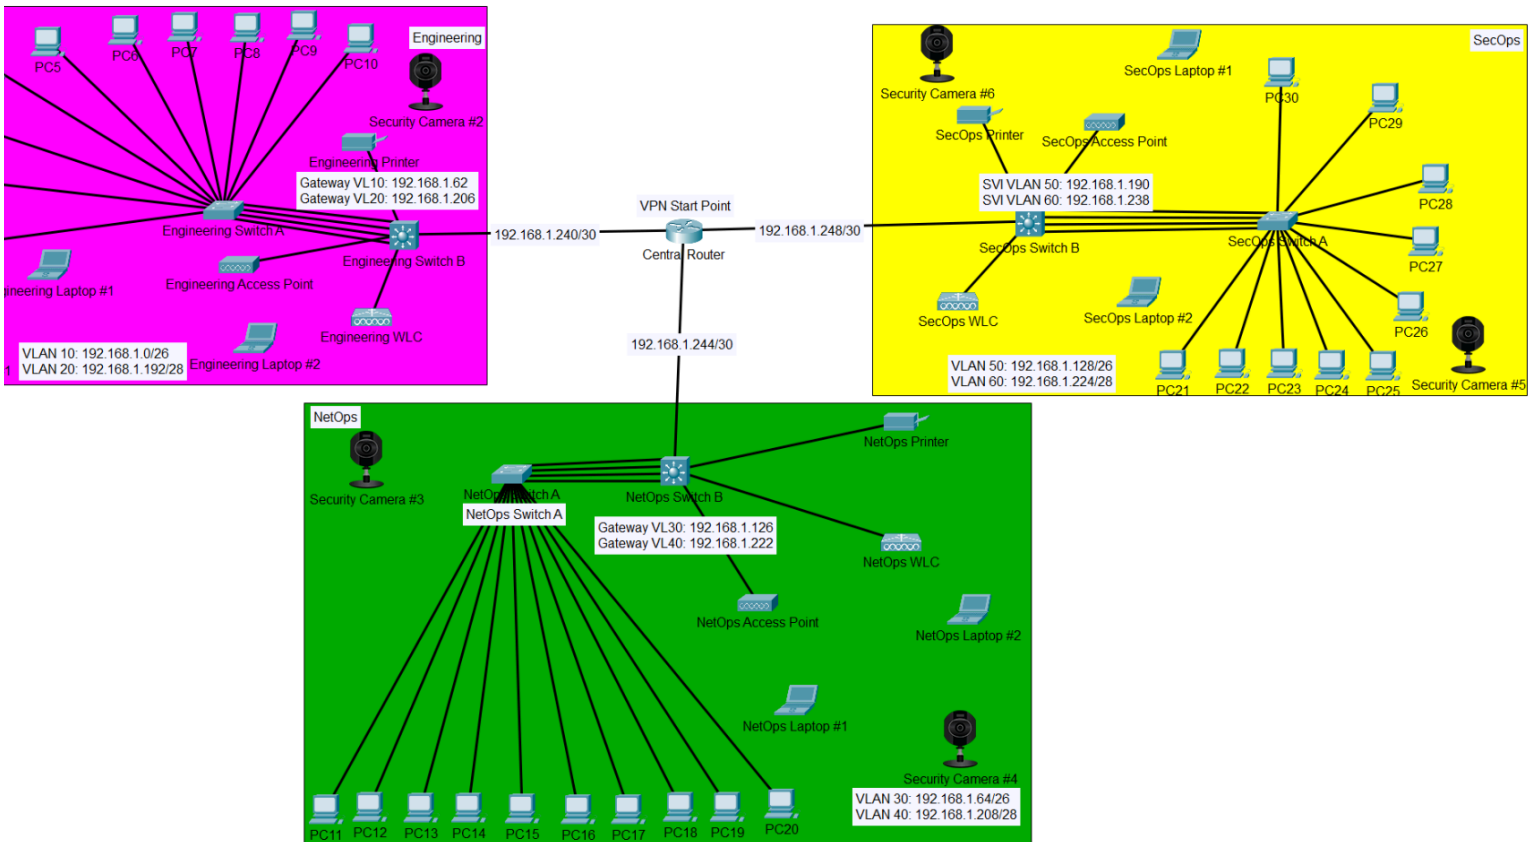 Engineering
PC5
PC6
PC7
PC8
PC9
PC10
Security Camera #2
Engineering Printer
Gateway VL10: 192.168.1.62
Gateway VL20: 192.168.1.206
Engineering Switch A
Engineering Switch B
Engineering Access Point
Engineering WLC
gineering Laptop #1
Engineering Laptop #2
VLAN 10: 192.168.1.0/26
VLAN 20: 192.168.1.192/28
192.168.1.240/30
VPN Start Point
Central Router
192.168.1.248/30
192.168.1.244/30
SecOps
Security Camera #6
SecOps Laptop #1
SecOps Printer
SecOps Access Point
PC30
PC29
PC28
PC27
PC26
SVI VLAN 50: 192.168.1.190
SVI VLAN 60: 192.168.1.238
SecOps Switch B
SecOps Switch A
SecOps WLC
SecOps Laptop #2
VLAN 50: 192.168.1.128/26
VLAN 60: 192.168.1.224/28
PC21
PC22
PC23
PC24
PC25
Security Camera #5
NetOps
Security Camera #3
NetOps Switch A
NetOps Switch A
NetOps Switch B
NetOps Printer
Gateway VL30: 192.168.1.126
Gateway VL40: 192.168.1.222
NetOps WLC
NetOps Access Point
NetOps Laptop #2
NetOps Laptop #1
Security Camera #4
VLAN 30: 192.168.1.64/26
VLAN 40: 192.168.1.208/28
PC11
PC12
PC13
PC14
PC15
PC16
PC17
PC18
PC19
PC20